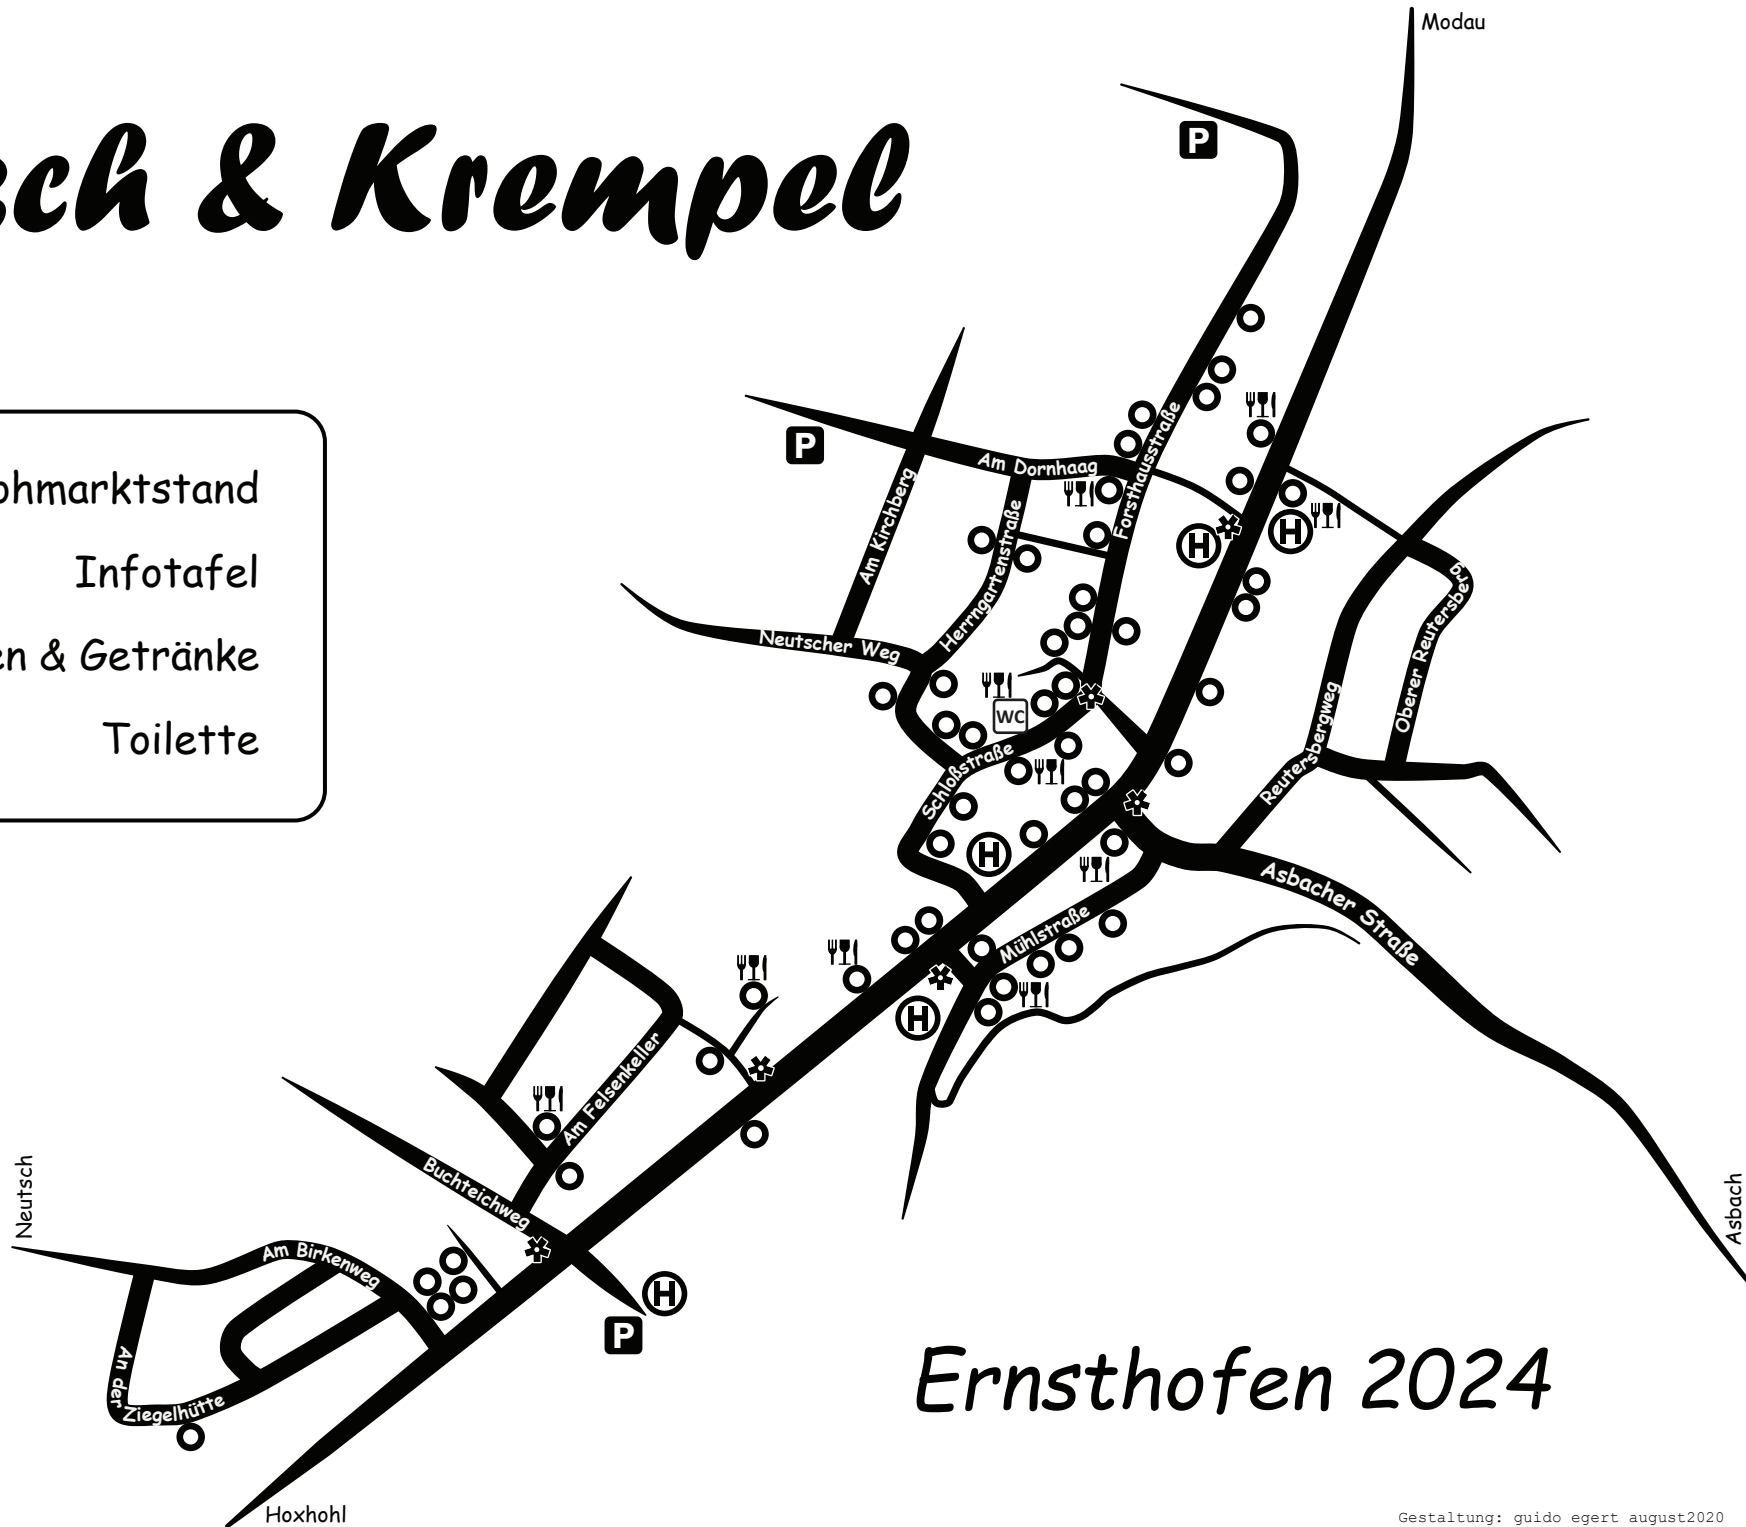 Modau
P
sch & Krempel
P
ohmarktstand
Infotafel
en & Getränke
Toilette
Am Dornhaag
Forsthausstraße
Am Kirchberg
Herrngartenstraße
H
H
Neutscher Weg
Oberer Reutersberg
Reutersbergweg
WC
Schloßstraße
H
Asbacher Straße
Mühlstraße
H
Am Felsenkeller
Buchteichweg
Neutsch
Asbach
Am Birkenweg
H
P
An der Ziegelhütte
Ernsthofen 2024
Hoxhohl
Gestaltung: guido egert august2020